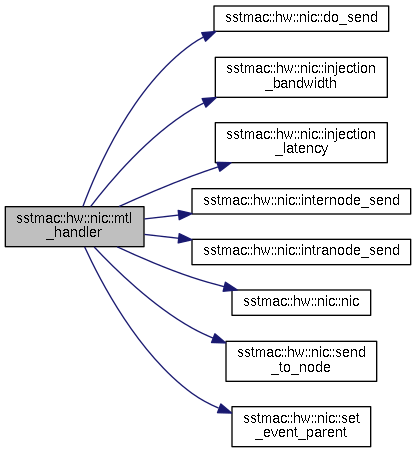 sstmac::hw::nic::do_send
sstmac::hw::nic::injection
_bandwidth
sstmac::hw::nic::injection
_latency
sstmac::hw::nic::mtl
_handler
sstmac::hw::nic::internode_send
sstmac::hw::nic::intranode_send
sstmac::hw::nic::nic
sstmac::hw::nic::send
_to_node
sstmac::hw::nic::set
_event_parent